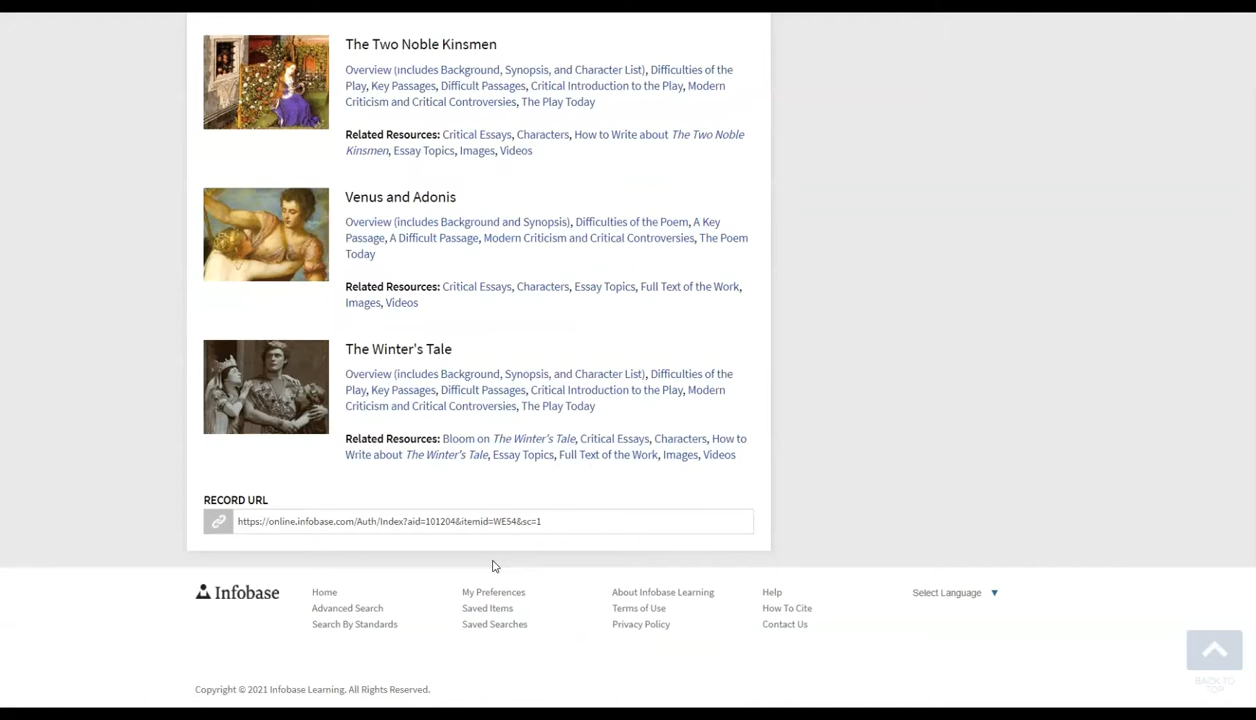 The Two Noble Kinsmen
Overview (includes Background, Synopsis, and Character List), Difficulties of the
Play, Key Passages, Difficult Passages, Critical Introduction to the Play, Modern
Criticism and Critical Controversies, The Play Today
Related Resources: Critical Essays, Characters, How to Write about The Two Noble
Kinsmen, Essay Topics, Images, Videos
Venus and Adonis
Overview (includes Background and Synopsis), Difficulties of the Poem, A Key
Passage, A Difficult Passage, Modern Criticism and Critical Controversies, The Poem
Today
Related Resources: Critical Essays, Characters, Essay Topics, Full Text of the Work,
Images, Videos
The Winter's Tale
Overview (includes Background, Synopsis, and Character List), Difficulties of the
Play, Key Passages, Difficult Passages, Critical Introduction to the Play, Modern
Criticism and Critical Controversies, The Play Today
Related Resources: Bloom on The Winter's Tale, Critical Essays, Characters, How to
Write about The Winter's Tale, Essay Topics, Full Text of the Work, Images, Videos
RECORD URL
https://online.infobase.com/Auth/Index?aid=101204&itemid=WE54&sc=1
Infobase
Home
Advanced Search
Search By Standards
My Preferences
Saved Items
Saved Searches
About Infobase Learning
Terms of Use
Privacy Policy
Help
How To Cite
Contact Us
Select Language
BACK TO
TOP
Copyright © 2021 Infobase Learning. All Rights Reserved.